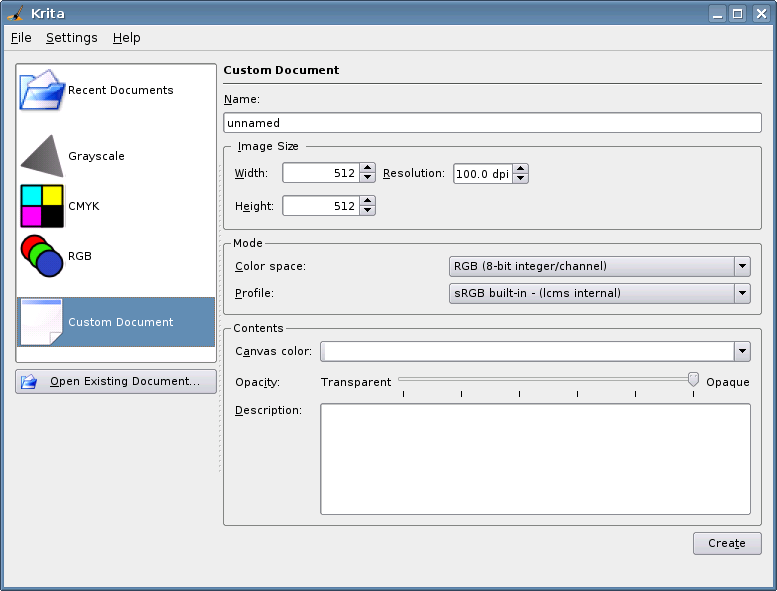 Krita
File Settings Help
Recent Documents
Grayscale
CMYK
RGB
Custom Document
Open Existing Document...
Custom Document
Name:
unnamed
Image Size
Width: 512 Resolution: 100.0 dpi
Height: 512
Mode
Color space: RGB (8-bit integer/channel)
Profile: sRGB built-in - (lcms internal)
Contents
Canvas color:
Opacity: Transparent Opaque
Description:
Create